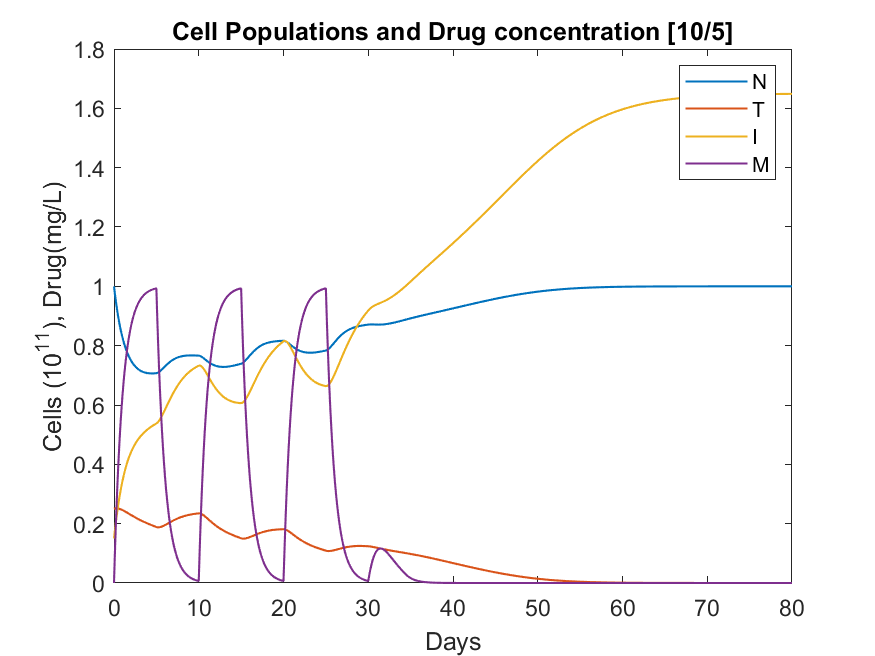 Cell Populations and Drug concentration [10/5]
1.8
1.6
1.4
1.2
1
0.8
0.6
0.4
0.2
0
Cells (10^11), Drug(mg/L)
N
T
I
M
0 10 20 30 40 50 60 70 80
Days